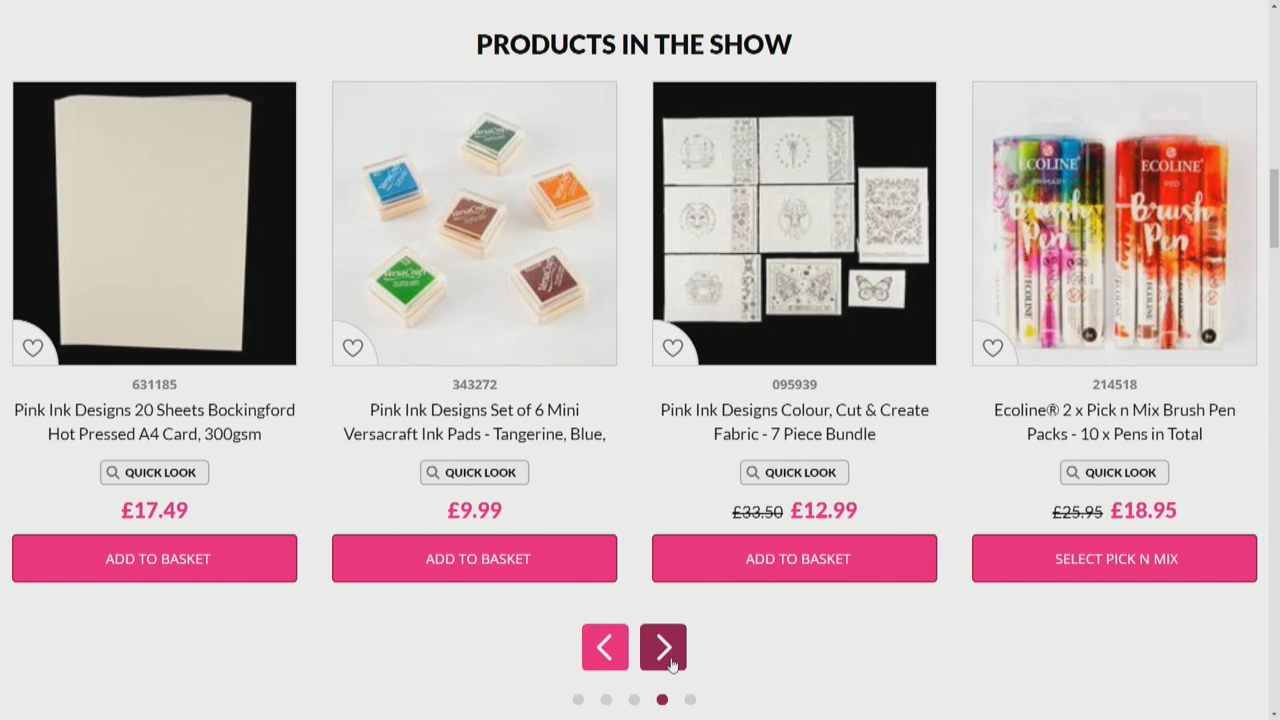 PRODUCTS IN THE SHOW
ECOLINE
PRIMARY
Brush
Pen
ECOLINE
RED
Brush
Pen
631185
Pink Ink Designs 20 Sheets Bockingford
Hot Pressed A4 Card, 300gsm
QUICK LOOK
£17.49
ADD TO BASKET
343272
Pink Ink Designs Set of 6 Mini
Versacraft Ink Pads - Tangerine, Blue,
QUICK LOOK
£9.99
ADD TO BASKET
095939
Pink Ink Designs Colour, Cut & Create
Fabric - 7 Piece Bundle
QUICK LOOK
£33.50 £12.99
ADD TO BASKET
214518
Ecoline® 2 x Pick n Mix Brush Pen
Packs - 10 x Pens in Total
QUICK LOOK
£25.95 £18.95
SELECT PICK N MIX